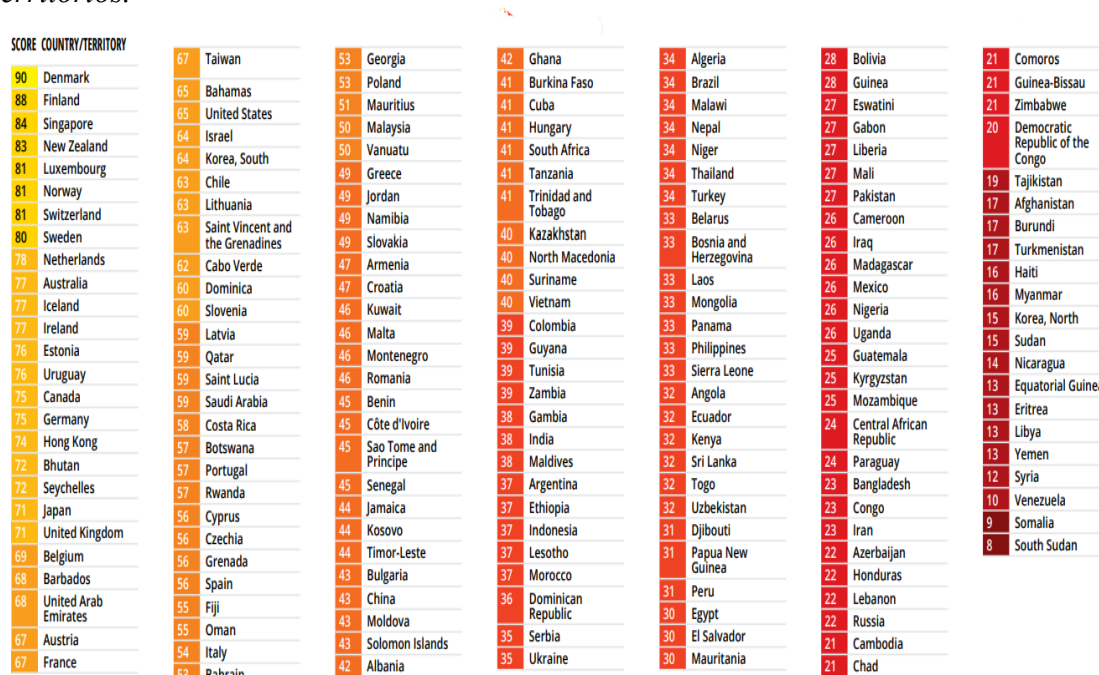 erritories.
SCORE COUNTRY/TERRITORY
90 Denmark
88 Finland
84 Singapore
83 New Zealand
81 Luxembourg
81 Norway
81 Switzerland
80 Sweden
78 Netherlands
77 Australia
77 Iceland
77 Ireland
76 Estonia
76 Uruguay
75 Canada
75 Germany
74 Hong Kong
72 Bhutan
72 Seychelles
71 Japan
71 United Kingdom
69 Belgium
68 Barbados
68 United Arab
Emirates
67 Austria
67 France
67 Taiwan
65 Bahamas
65 United States
64 Israel
64 Korea, South
63 Chile
63 Lithuania
63 Saint Vincent and
the Grenadines
62 Cabo Verde
60 Dominica
60 Slovenia
59 Latvia
59 Qatar
59 Saint Lucia
59 Saudi Arabia
58 Costa Rica
57 Botswana
57 Portugal
57 Rwanda
56 Cyprus
56 Czechia
56 Grenada
56 Spain
55 Fiji
55 Oman
54 Italy
53 Bahrain
53 Georgia
53 Poland
51 Mauritius
50 Malaysia
50 Vanuatu
49 Greece
49 Jordan
49 Namibia
49 Slovakia
47 Armenia
47 Croatia
46 Kuwait
46 Malta
46 Montenegro
46 Romania
45 Benin
45 Côte d'Ivoire
45 Sao Tome and
Principe
45 Senegal
44 Jamaica
44 Kosovo
44 Timor-Leste
43 Bulgaria
43 China
43 Moldova
43 Solomon Islands
42 Albania
42 Ghana
41 Burkina Faso
41 Cuba
41 Hungary
41 South Africa
41 Tanzania
41 Trinidad and
Tobago
40 Kazakhstan
40 North Macedonia
40 Suriname
40 Vietnam
39 Colombia
39 Guyana
39 Tunisia
39 Zambia
38 Gambia
38 India
38 Maldives
37 Argentina
37 Ethiopia
37 Indonesia
37 Lesotho
37 Morocco
36 Dominican
Republic
35 Serbia
35 Ukraine
34 Algeria
34 Brazil
34 Malawi
34 Nepal
34 Niger
34 Thailand
34 Turkey
33 Belarus
33 Bosnia and
Herzegovina
33 Laos
33 Mongolia
33 Panama
33 Philippines
33 Sierra Leone
32 Angola
32 Ecuador
32 Kenya
32 Sri Lanka
32 Togo
32 Uzbekistan
31 Djibouti
31 Papua New
Guinea
31 Peru
30 Egypt
30 El Salvador
30 Mauritania
28 Bolivia
28 Guinea
27 Eswatini
27 Gabon
27 Liberia
27 Mali
27 Pakistan
26 Cameroon
26 Iraq
26 Madagascar
26 Mexico
26 Nigeria
26 Uganda
25 Guatemala
25 Kyrgyzstan
25 Mozambique
24 Central African
Republic
24 Paraguay
23 Bangladesh
23 Congo
23 Iran
22 Azerbaijan
22 Honduras
22 Lebanon
22 Russia
21 Cambodia
21 Chad
21 Comoros
21 Guinea-Bissau
21 Zimbabwe
20 Democratic
Republic of the
Congo
19 Tajikistan
17 Afghanistan
17 Burundi
17 Turkmenistan
16 Haiti
16 Myanmar
15 Korea, North
15 Sudan
14 Nicaragua
13 Equatorial Guinea
13 Eritrea
13 Libya
13 Yemen
12 Syria
10 Venezuela
9 Somalia
8 South Sudan